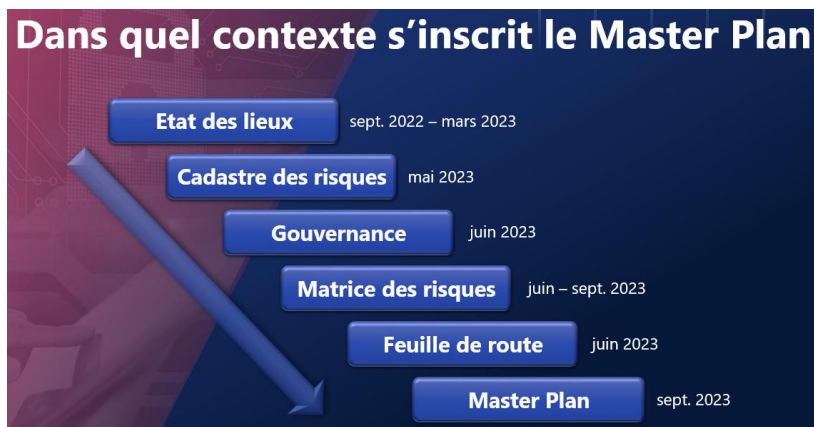 Dans quel contexte s’inscrit le Master Plan
Etat des lieux sept. 2022 – mars 2023
Cadastre des risques mai 2023
Gouvernance juin 2023
Matrice des risques juin – sept. 2023
Feuille de route juin 2023
Master Plan sept. 2023